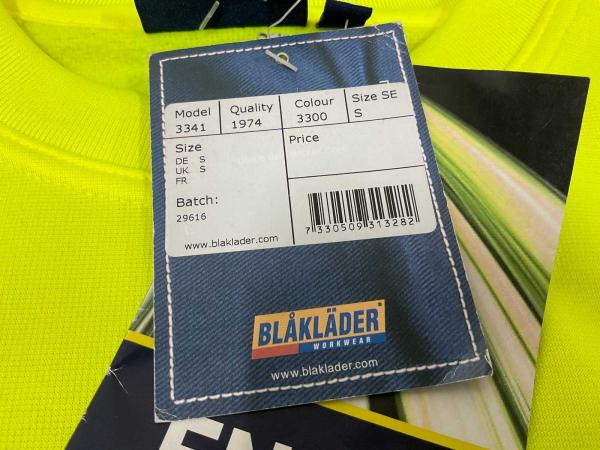 Model Quality Colour Size SE
3341 1974 3300 S
Size Price
DE S
UK S
FR
Batch:
29616
www.blaklader.com
7 330509 313282
BLÅKLÄDER
WORKWEAR
www.blaklader.com
EN